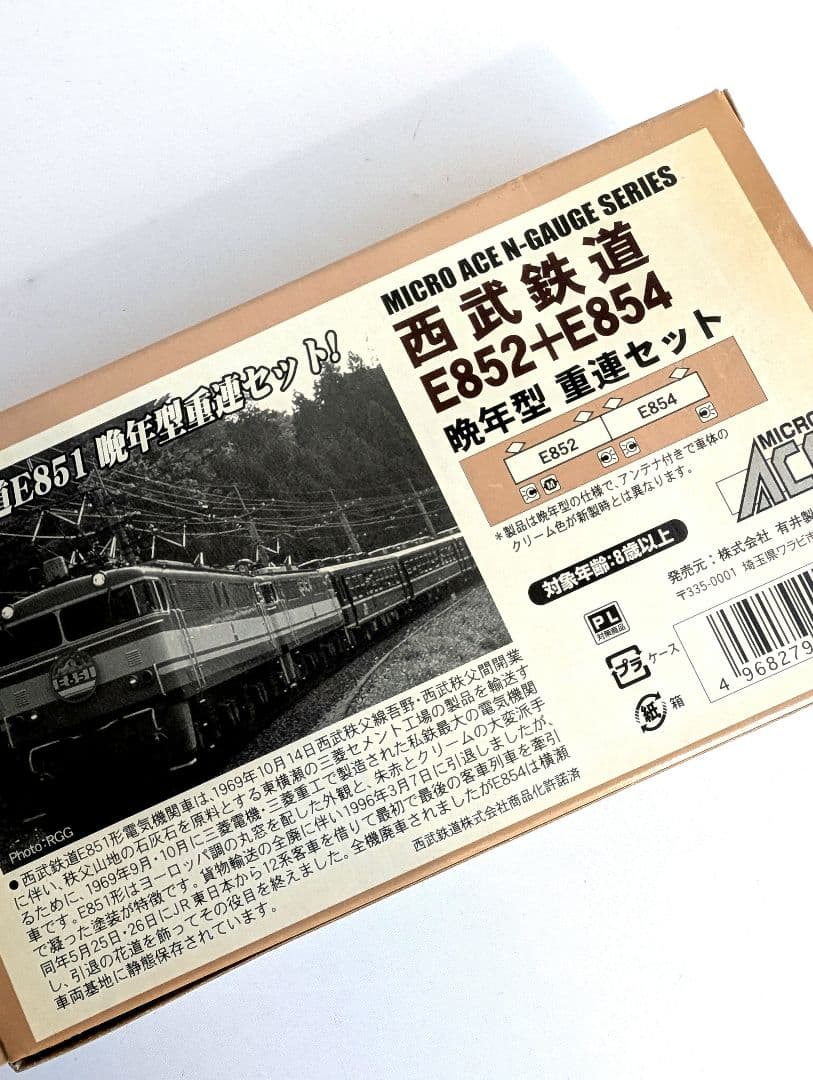 MICRO ACE N-GAUGE SERIES
西武鉄道
E852+E854
晩年型 重連セット
E852
E854
M
*製品は晩年型の仕様で、アンテナ付きで車体の
クリーム色が新製時とは異なります。
MICRO
ACE
対象年齢:8歳以上
発売元:株式会社 有井製
〒335-0001 埼玉県ワラビ市
PL
対策商品
プラ
ケース
紙
箱
4 968279
道E851 晩年型重連セット!
E851
Photo:RGG
●西武鉄道E851形電気機関車は、1969年10月14日西武秩父線吾野・西武秩父間開業
に伴い、秩父山地の石灰石を原料とする東横瀬の三菱セメント工場の製品を輸送す
るために、1969年9月・10月に三菱電機・三菱重工で製造された私鉄最大の電気機関
車です。E851形はヨーロッパ調の丸窓を配した外観と、朱赤とクリームの大変派手
で凝った塗装が特徴です。貨物輸送の全廃に伴い1996年3月7日に引退しましたが、
同年5月25日・26日にJR東日本から12系客車を借りて最初で最後の客車列車を牽引
し、引退の花道を飾ってその役目を終えました。全機廃車されましたがE854は横瀬
車両基地に静態保存されています。
西武鉄道株式会社商品化許諾済